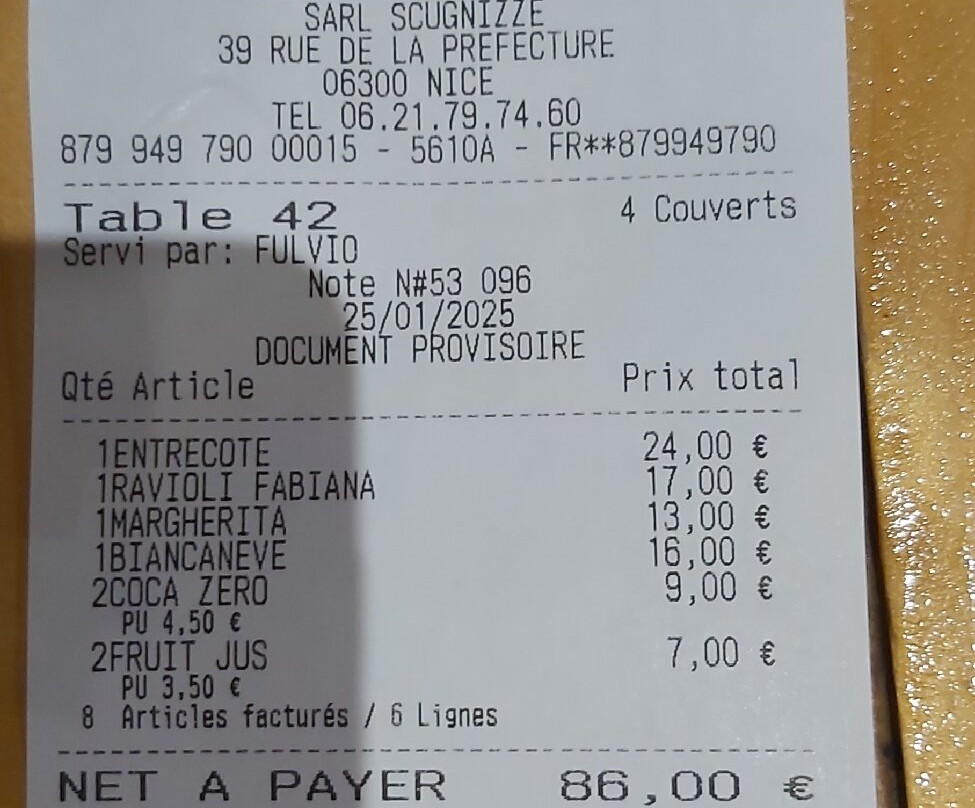 SARL SCUGNIZZE
39 RUE DE LA PREFECTURE
06300 NICE
TEL 06.21.79.74.60
879 949 790 00015 - 5610A - FR**879949790
Table 42 4 Couverts
Servi par: FULVIO
Note N#53 096
25/01/2025
DOCUMENT PROVISOIRE
Qté Article Prix total
1ENTRECOTE 24,00 €
1RAVIOLI FABIANA 17,00 €
1MARGHERITA 13,00 €
1BIANCANEVE 16,00 €
2COCA ZERO 9,00 €
PU 4,50 €
2FRUIT JUS 7,00 €
PU 3,50 €
8 Articles facturés / 6 Lignes
NET A PAYER 86,00 €